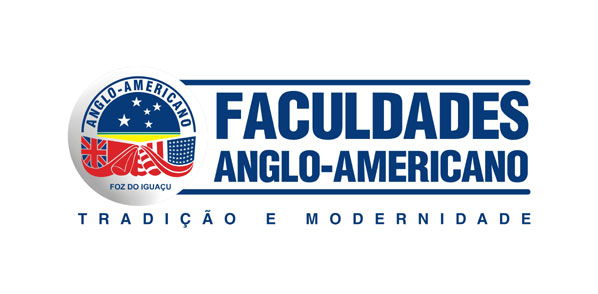 ANGLO-AMERICANO
FOZ DO IGUAÇU
FACULDADES
ANGLO-AMERICANO
TRADIÇÃO E MODERNIDADE